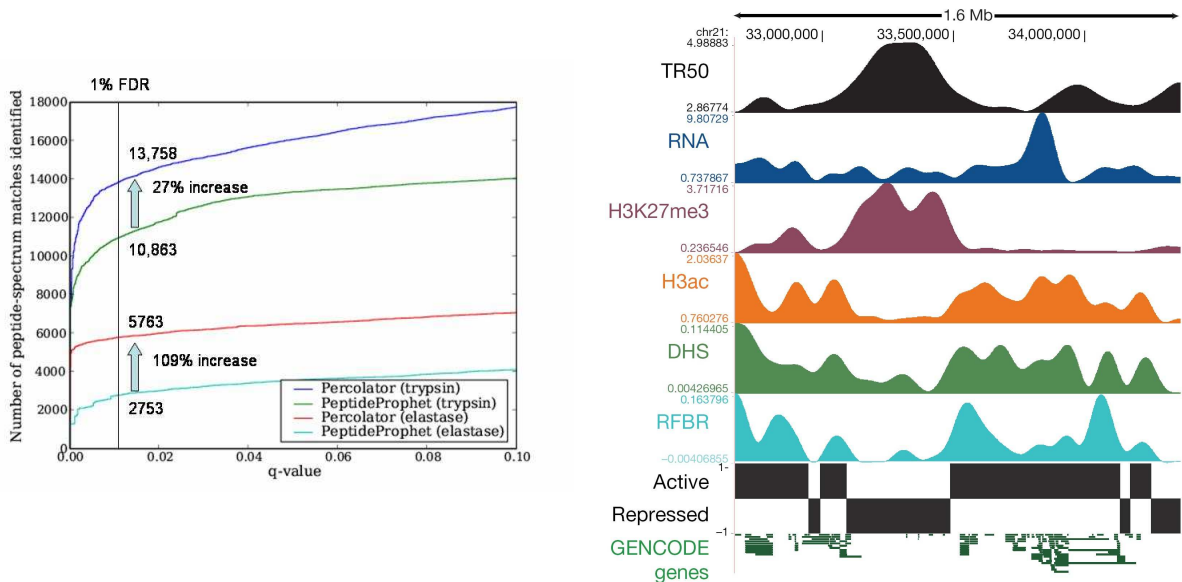 1% FDR
Number of peptide-spectrum matches identified
18000
16000
14000
12000
10000
8000
6000
4000
2000
0
13,758
27% increase
10,863
5763
109% increase
2753
Percolator (trypsin)
PeptideProphet (trypsin)
Percolator (elastase)
PeptideProphet (elastase)
0.00 0.02 0.04 0.06 0.08 0.10
q-value
1.6 Mb
chr21: 33,000,000 33,500,000 34,000,000
4.98883
TR50
2.86774
9.80729
RNA
0.737867
3.71716
H3K27me3
0.236546
2.03637
H3ac
0.760276
0.114405
DHS
0.00426965
0.163796
RFBR
−0.00406855
1-
Active
Repressed
−1
GENCODE
genes